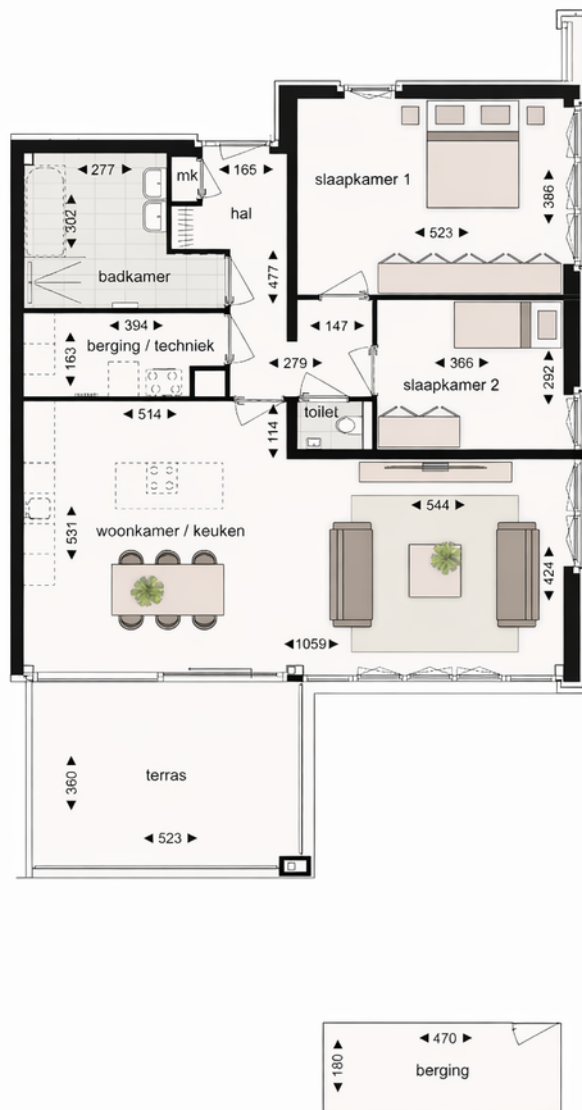 277
mk
165
slaapkamer 1
386
302
hal
523
badkamer
477
394
147
berging / techniek
163
279
366
292
slaapkamer 2
514
114
toilet
544
531
woonkamer / keuken
424
1059
terras
360
523
470
180
berging